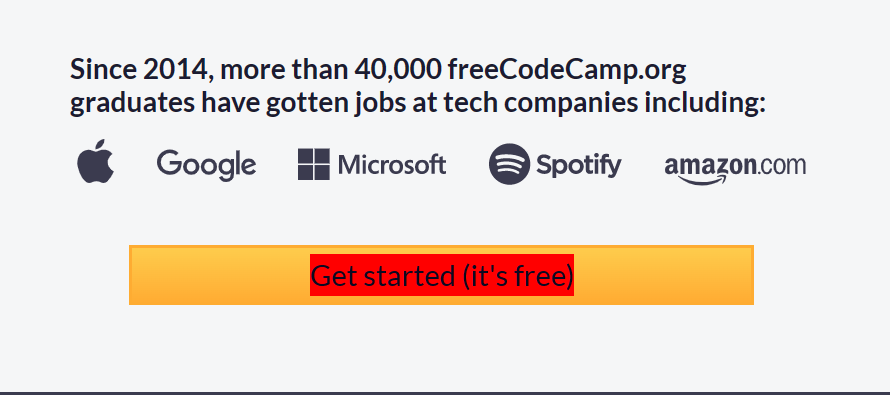 Since 2014, more than 40,000 freeCodeCamp.org
graduates have gotten jobs at tech companies including:
Google Microsoft Spotify amazon.com
Get started (it's free)